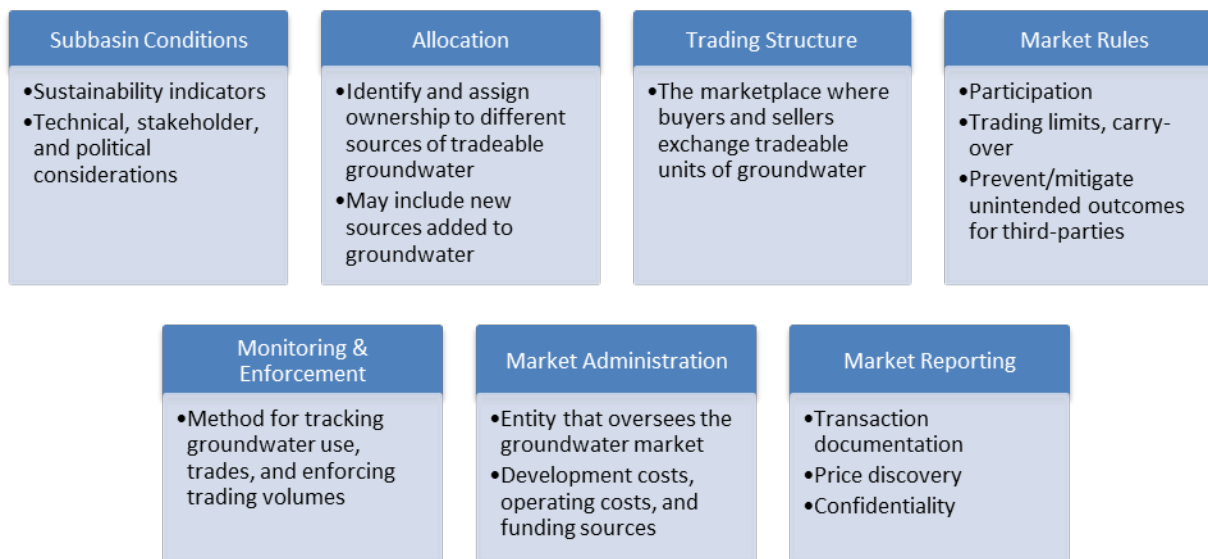 Subbasin Conditions
•Sustainability indicators
•Technical, stakeholder,
and political
considerations
Allocation
•Identify and assign
ownership to different
sources of tradeable
groundwater
•May include new
sources added to
groundwater
Trading Structure
•The marketplace where
buyers and sellers
exchange tradeable
units of groundwater
Market Rules
•Participation
•Trading limits, carry-
over
•Prevent/mitigate
unintended outcomes
for third-parties
Monitoring &
Enforcement
•Method for tracking
groundwater use,
trades, and enforcing
trading volumes
Market Administration
•Entity that oversees the
groundwater market
•Development costs,
operating costs, and
funding sources
Market Reporting
•Transaction
documentation
•Price discovery
•Confidentiality